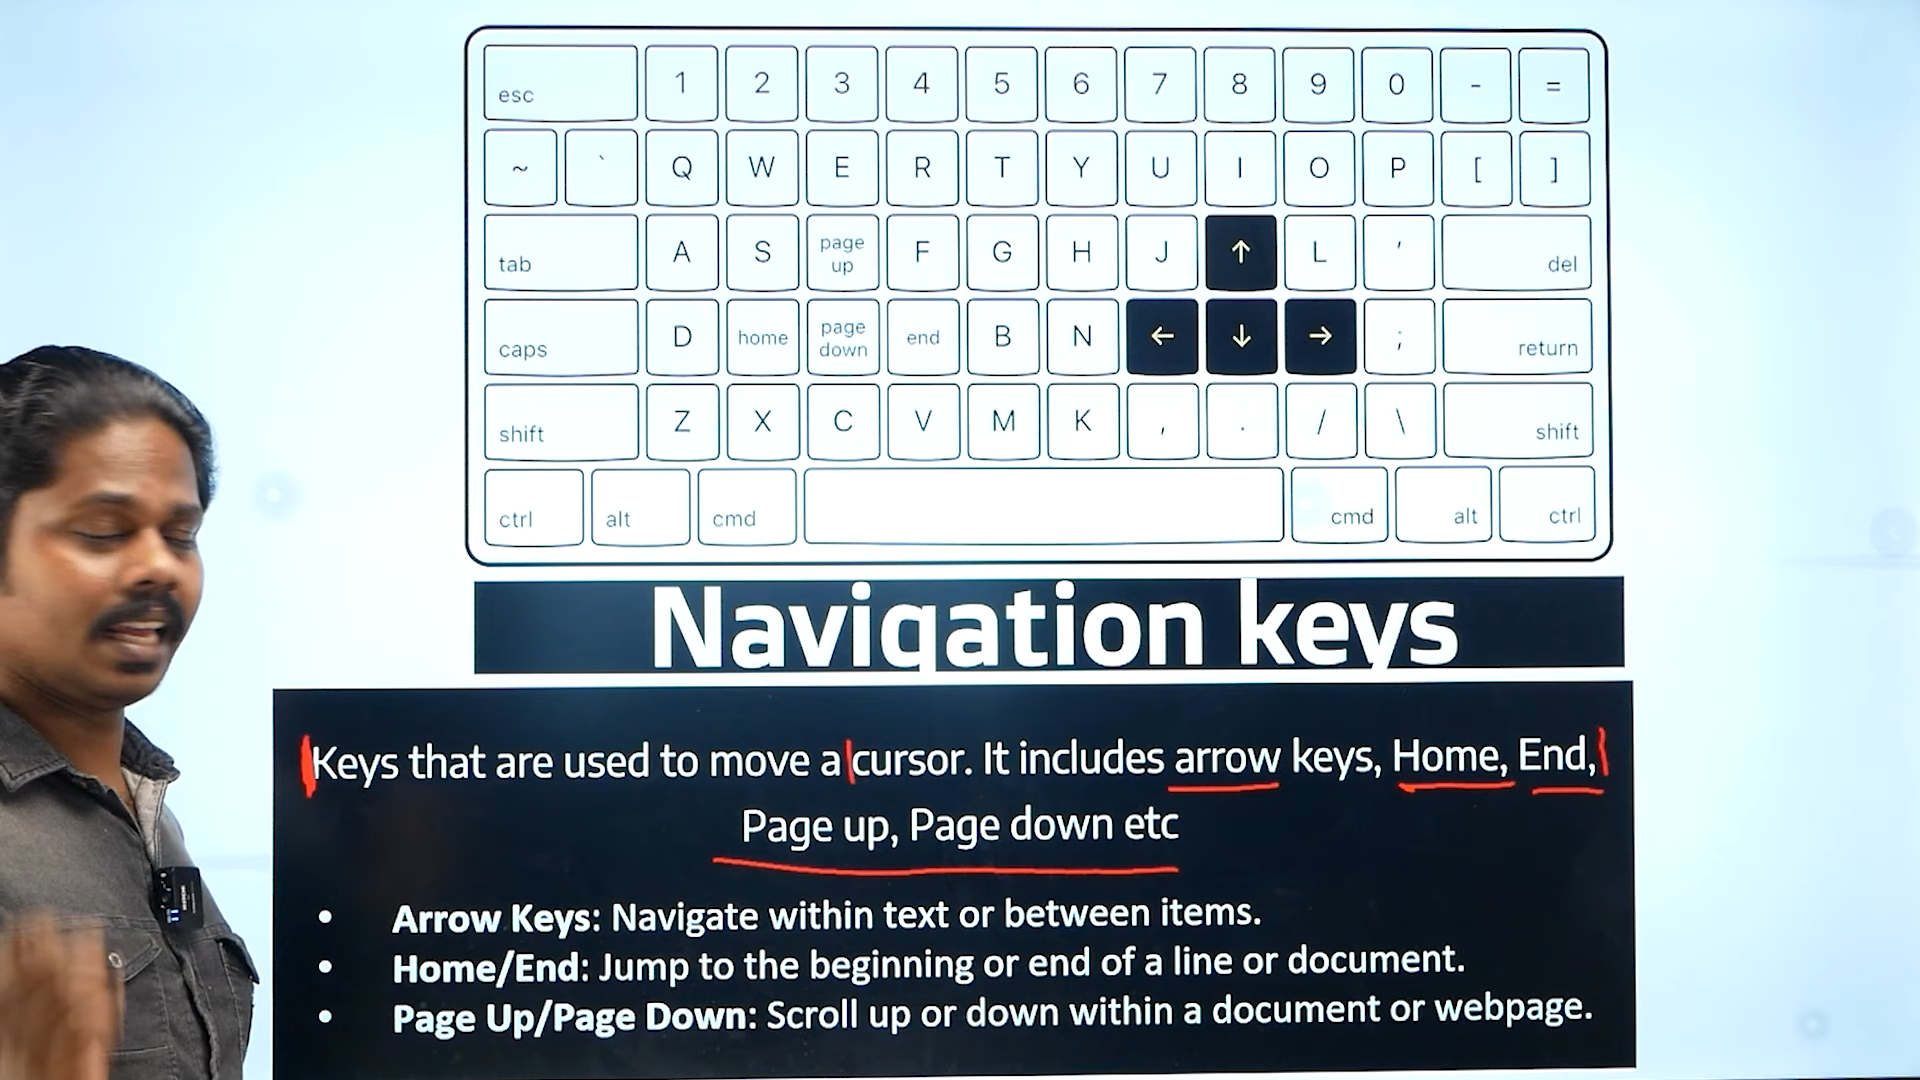 esc 1 2 3 4 5 6 7 8 9 0 - =
~ ` Q W E R T Y U I O P [ ]
tab A S page up F G H J ↑ L ' del
caps D home page down end B N ← ↓ → ; return
shift Z X C V M K , . / \ shift
ctrl alt cmd cmd alt ctrl
Navigation keys
Keys that are used to move a cursor. It includes arrow keys, Home, End,
Page up, Page down etc
• Arrow Keys: Navigate within text or between items.
• Home/End: Jump to the beginning or end of a line or document.
• Page Up/Page Down: Scroll up or down within a document or webpage.